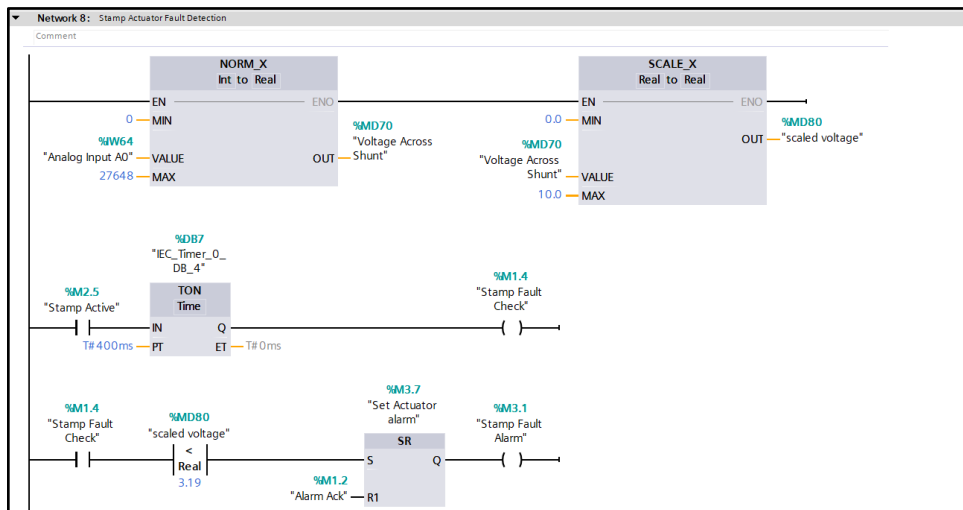 Network 8: Stamp Actuator Fault Detection
Comment
NORM_X
Int to Real
EN
ENO
0
MIN
%IW64
"Analog Input A0"
VALUE
27648
MAX
%MD70
"Voltage Across
Shunt"
OUT
SCALE_X
Real to Real
EN
ENO
0.0
MIN
%MD70
"Voltage Across
Shunt"
VALUE
10.0
MAX
%MD80
OUT
"scaled voltage"
%DB7
"IEC_Timer_0_
DB_4"
TON
Time
%M2.5
"Stamp Active"
IN
Q
T#400ms
PT
ET
T#0ms
%M1.4
"Stamp Fault
Check"
%M1.4
"Stamp Fault
Check"
%MD80
"scaled voltage"
<
Real
3.19
%M3.7
"Set Actuator
alarm"
SR
S
Q
%M1.2
"Alarm Ack"
R1
%M3.1
"Stamp Fault
Alarm"